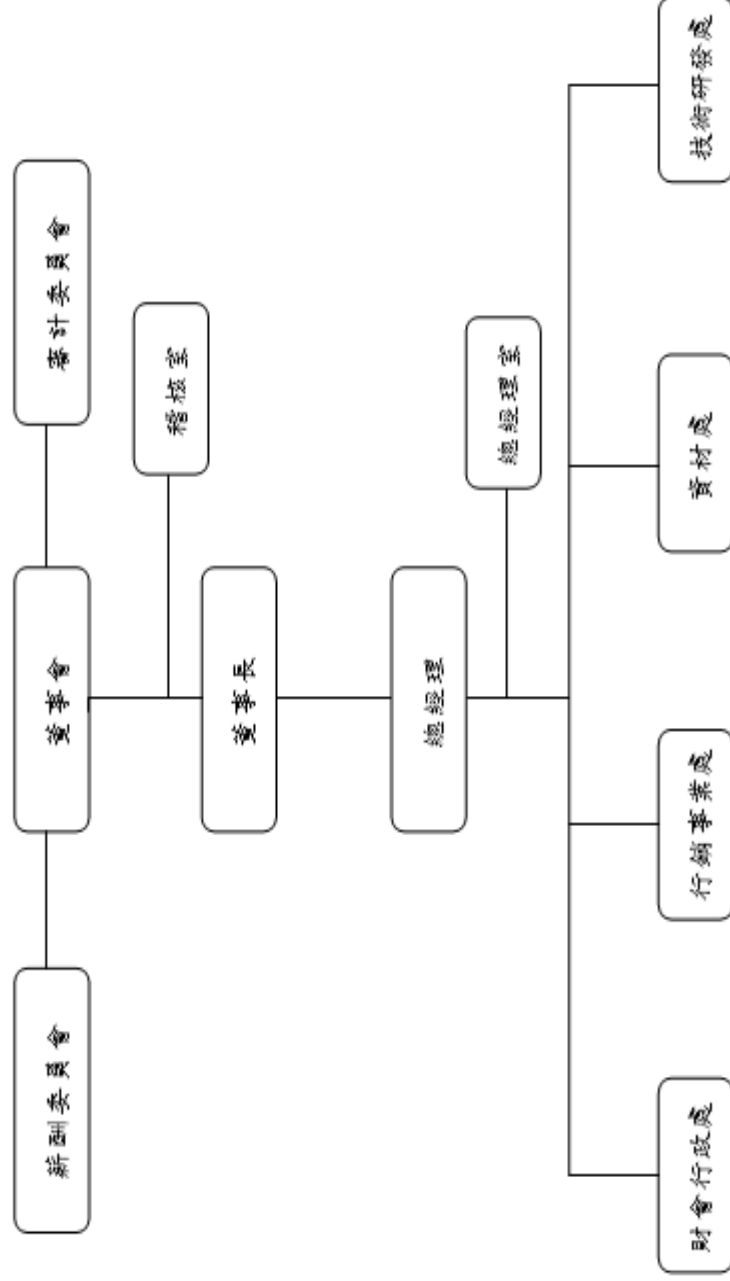 薪酬委員會
董事會
審計委員會
稽核室
董事長
總經理
總經理室
財會行政處
行銷事業處
資材處
技術研發處